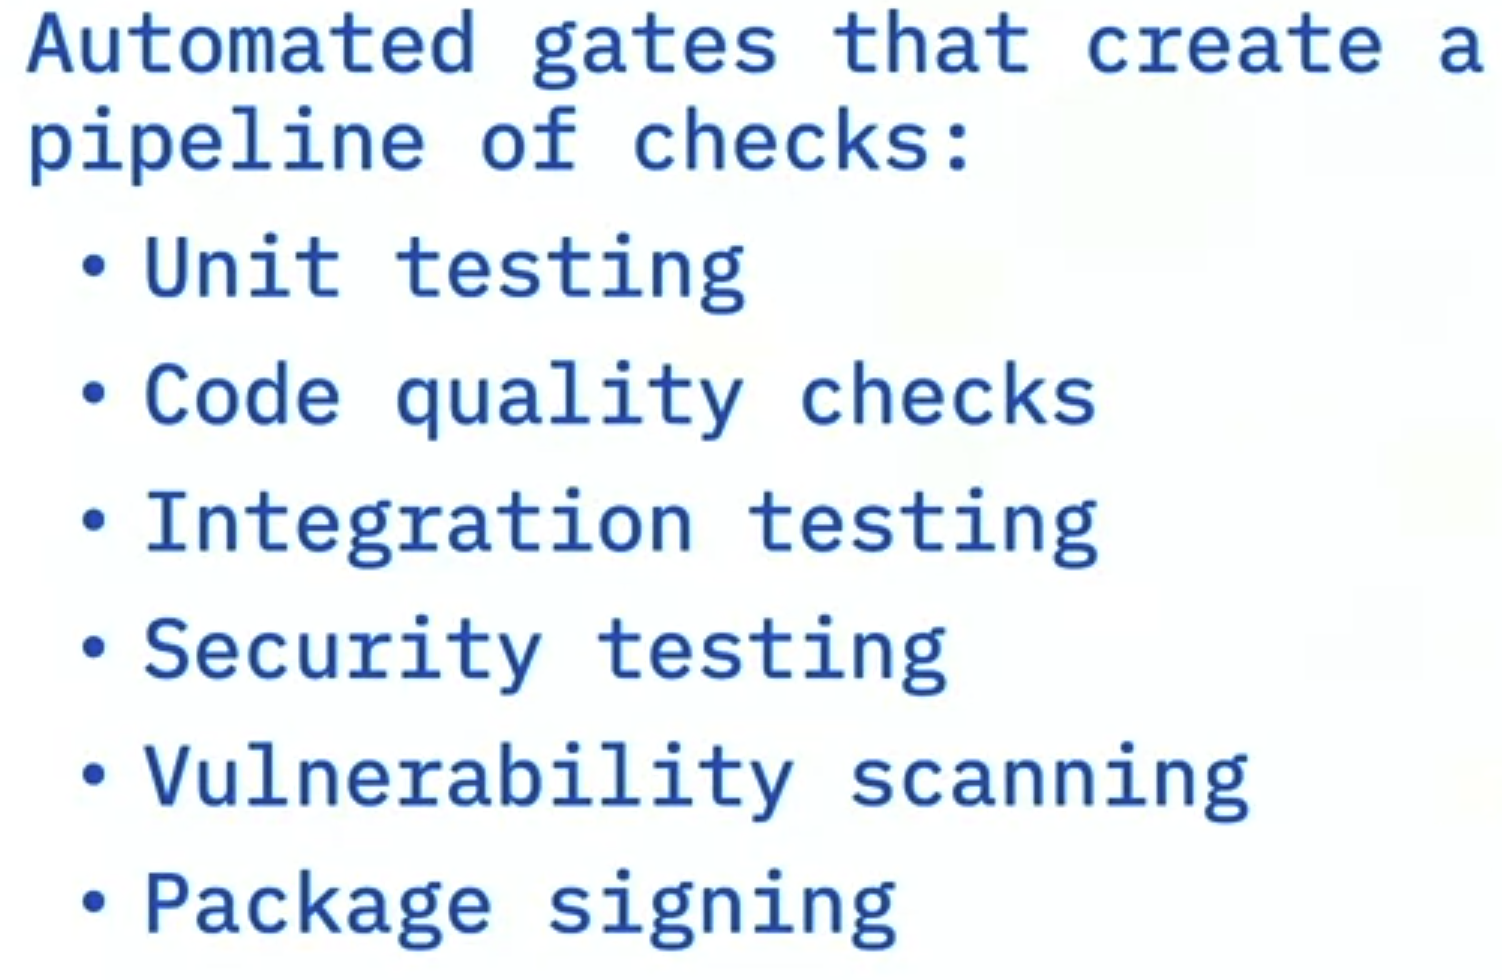 Automated gates that create a
pipeline of checks:
• Unit testing
• Code quality checks
• Integration testing
• Security testing
• Vulnerability scanning
• Package signing